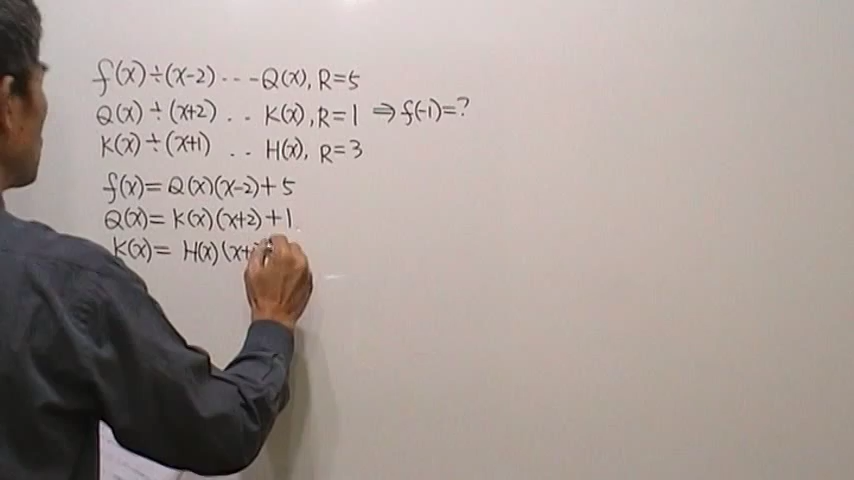 f(x)÷(x-2) ---- Q(x), R=5
Q(x) ÷ (x+2) .. K(x), R=1 ⇒ f(-1)=?
K(x) ÷ (x+1) .. H(x), R=3
f(x)= Q(x)(x-2)+5
Q(x)= K(x)(x+2)+1
K(x)= H(x)(x+